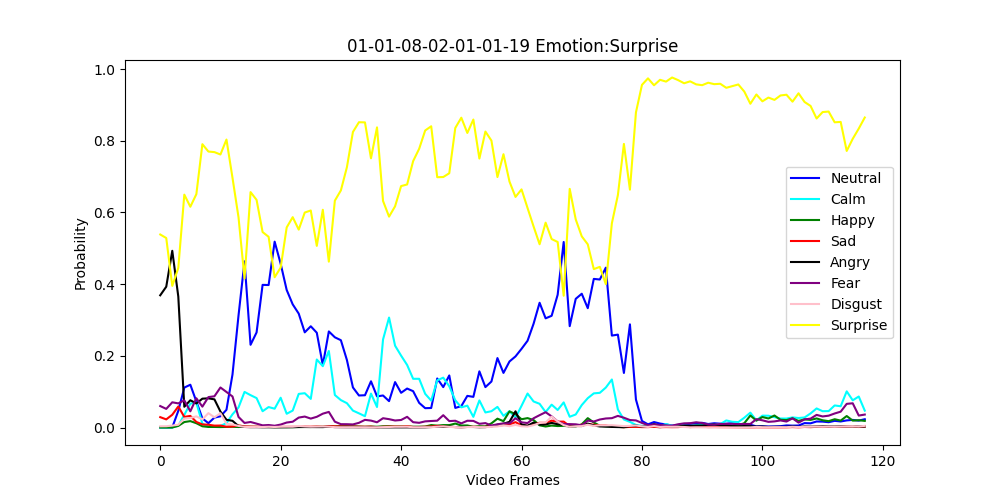 01-01-08-02-01-01-19 Emotion:Surprise
Probability
1.0
0.8
0.6
0.4
0.2
0.0
Neutral
Calm
Happy
Sad
Angry
Fear
Disgust
Surprise
0 20 40 60 80 100 120
Video Frames